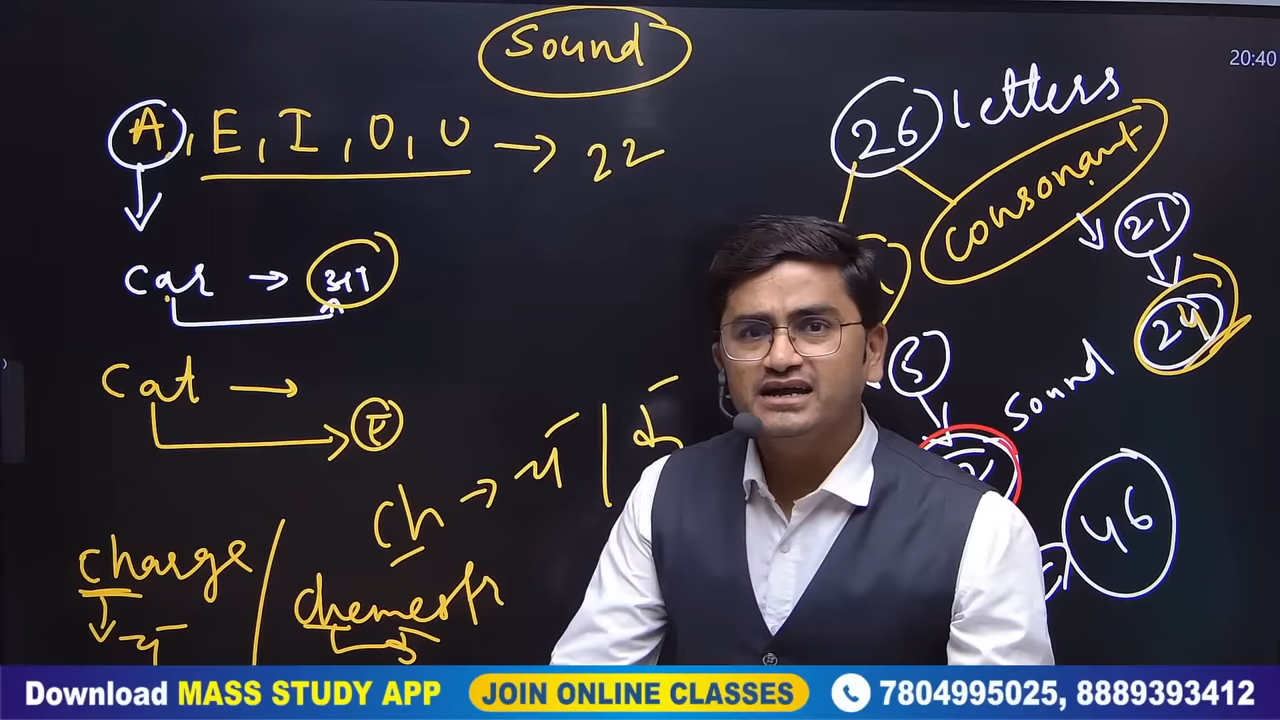 Sound
20:40
A, E, I, O, U → 22
26 letters
consonant
21
24
Car → आ
Cat →
5
Sound
46
Ch → च / क
charge /
च
Download MASS STUDY APP JOIN ONLINE CLASSES 7804995025, 8889393412